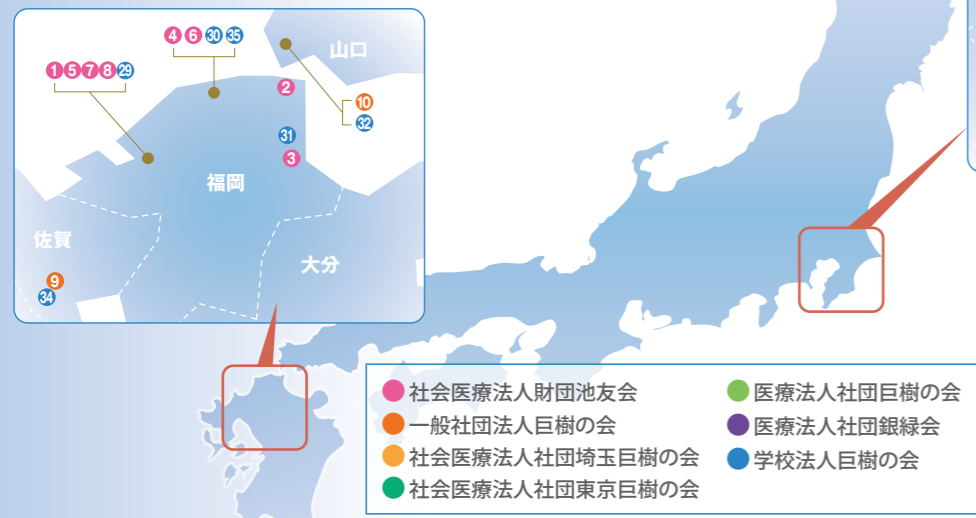 4 6 30 35
山口
1 5 7 8 29
2
10
31
32
3
福岡
佐賀
大分
9
34
社会医療法人財団池友会
一般社団法人巨樹の会
社会医療法人社団埼玉巨樹の会
社会医療法人社団東京巨樹の会
医療法人社団巨樹の会
医療法人社団銀緑会
学校法人巨樹の会